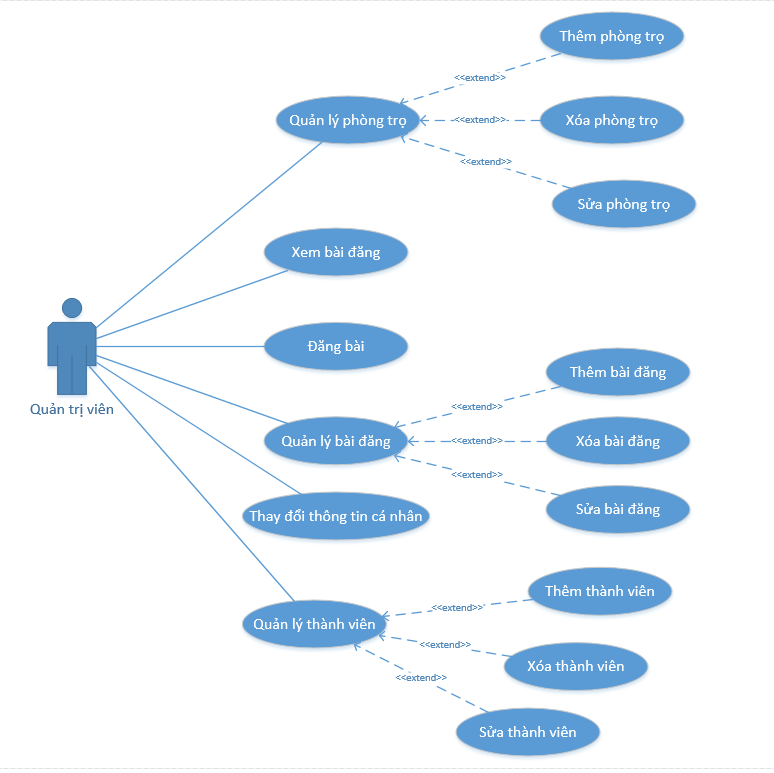 Thêm phòng trọ
<<extend>>
Quản lý phòng trọ
<<extend>>
Xóa phòng trọ
<<extend>>
Sửa phòng trọ
Xem bài đăng
Đăng bài
Quản trị viên
Thêm bài đăng
<<extend>>
Quản lý bài đăng
<<extend>>
Xóa bài đăng
<<extend>>
Sửa bài đăng
Thay đổi thông tin cá nhân
Thêm thành viên
<<extend>>
Quản lý thành viên
<<extend>>
Xóa thành viên
<<extend>>
Sửa thành viên